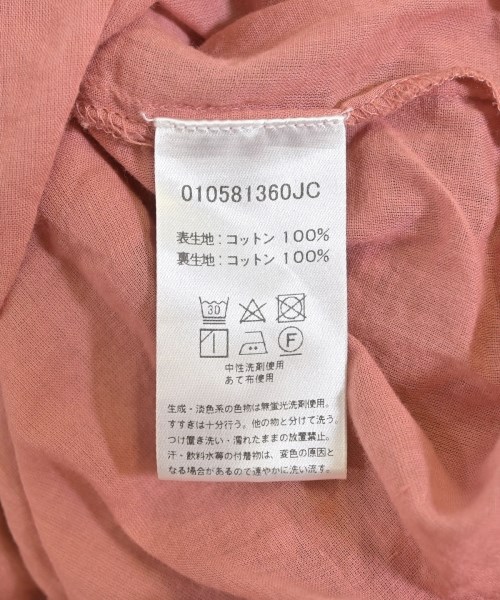 010581360JC
表生地：コットン 100%
裏生地：コットン 100%
30
F
中性洗剤使用
あて布使用
生成・淡色系の色物は無蛍光洗剤使用。
すすぎは十分行う。他の物と分けて洗う。
つけ置き洗い・濡れたままの放置禁止。
汗・飲料水等の付着物は、変色の原因と
なる場合があるので速やかに洗い流す。